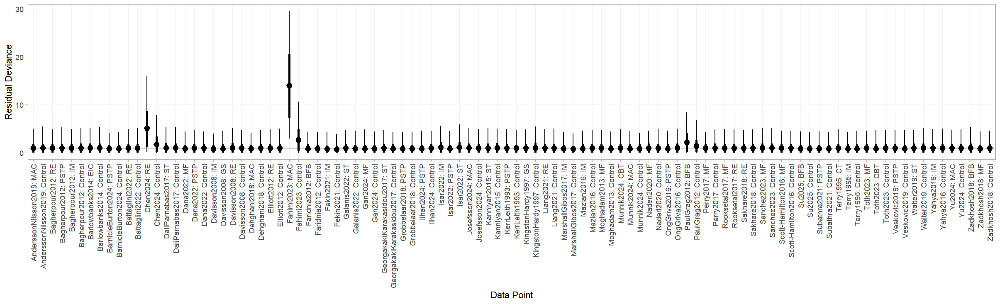 30
20
10
0
Residual Deviance
AnderssonNilsson2019: MAC
AnderssonNilsson2019: Control
Bagherpour2012: RE
Bagherpour2012: PSTP
Bagherpour2012: IM
Bagherpour2012: Control
Barlowbanks2014: EIC
Barlowbanks2014: Control
BarnicleBurton2024: PSTP
BarnicleBurton2024: Control
Battaglini2022: RE
Battaglini2022: Control
Chen2024: RE
Chen2024: Control
DaliParnabas2017: ST
DaliParnabas2017: Control
Dana2022: MF
Dana2022: PSTP
Dana2022: Control
Davisson2008: IM
Davisson2008: GS
Davisson2008: RE
Davisson2008: Control
Dehghani2018: MAC
Dehghani2018: Control
Elliott2012: RE
Elliott2012: Control
Fahimi2023: MAC
Fahimi2023: Control
Faridnia2012: BFB
Faridnia2012: Control
Fekin2021: IM
Fekin2021: Control
Galanis2022: ST
Galanis2022: Control
Gan2024: MF
Gan2024: Control
GeorgakakiKarakasidou2017: ST
GeorgakakiKarakasidou2017: Control
Grobbelaar2018: PSTP
Grobbelaar2018: Control
Ilhan2024: PSTP
Ilhan2024: Control
Isar2022: IM
Isar2022: PSTP
Isar2022: ST
Josefsson2024: MAC
Josefsson2024: Control
Kanniyan2015: ST
Kanniyan2015: Control
KerrLeith1993: PSTP
KerrLeith1993: Control
KingstonHardy1997: GS
KingstonHardy1997: Control
Liang2021: RE
Liang2021: Control
MarshallGibos2017: IM
MarshallGibos2017: Control
Mazlan2016: IM
Mazlan2016: Control
Moghadam2013: MF
Moghadam2013: Control
Munnik2024: CBT
Munnik2024: MAC
Munnik2024: Control
Naderi2020: MF
Naderi2020: Control
OngGriva2016: PSTP
OngGriva2016: Control
PaulGrag2012: BFB
PaulGrag2012: Control
Perry2017: MF
Perry2017: Control
Rooksetal2017: MF
Rooksetal2017: RE
Sakhare2018: RE
Sakhare2018: Control
Sanchez2023: MF
Sanchez2023: Control
Scott-Hamilton2016: MF
Scott-Hamilton2016: Control
Su2025: BFB
Su2025: Control
Subathra2021: PSTP
Subathra2021: Control
Terry1995: CT
Terry1995: IM
Terry1995: Control
Toth2023: MF
Toth2023: CBT
Toth2023: Control
Veskovic2019: PSTP
Veskovic2019: Control
Walter2019: ST
Walter2019: Control
Yahya2016: IM
Yahya2016: Control
Yu2024: MAC
Yu2024: Control
Zadkhosh2018: BFB
Zadkhosh2018: MF
Zadkhosh2018: Control
Data Point